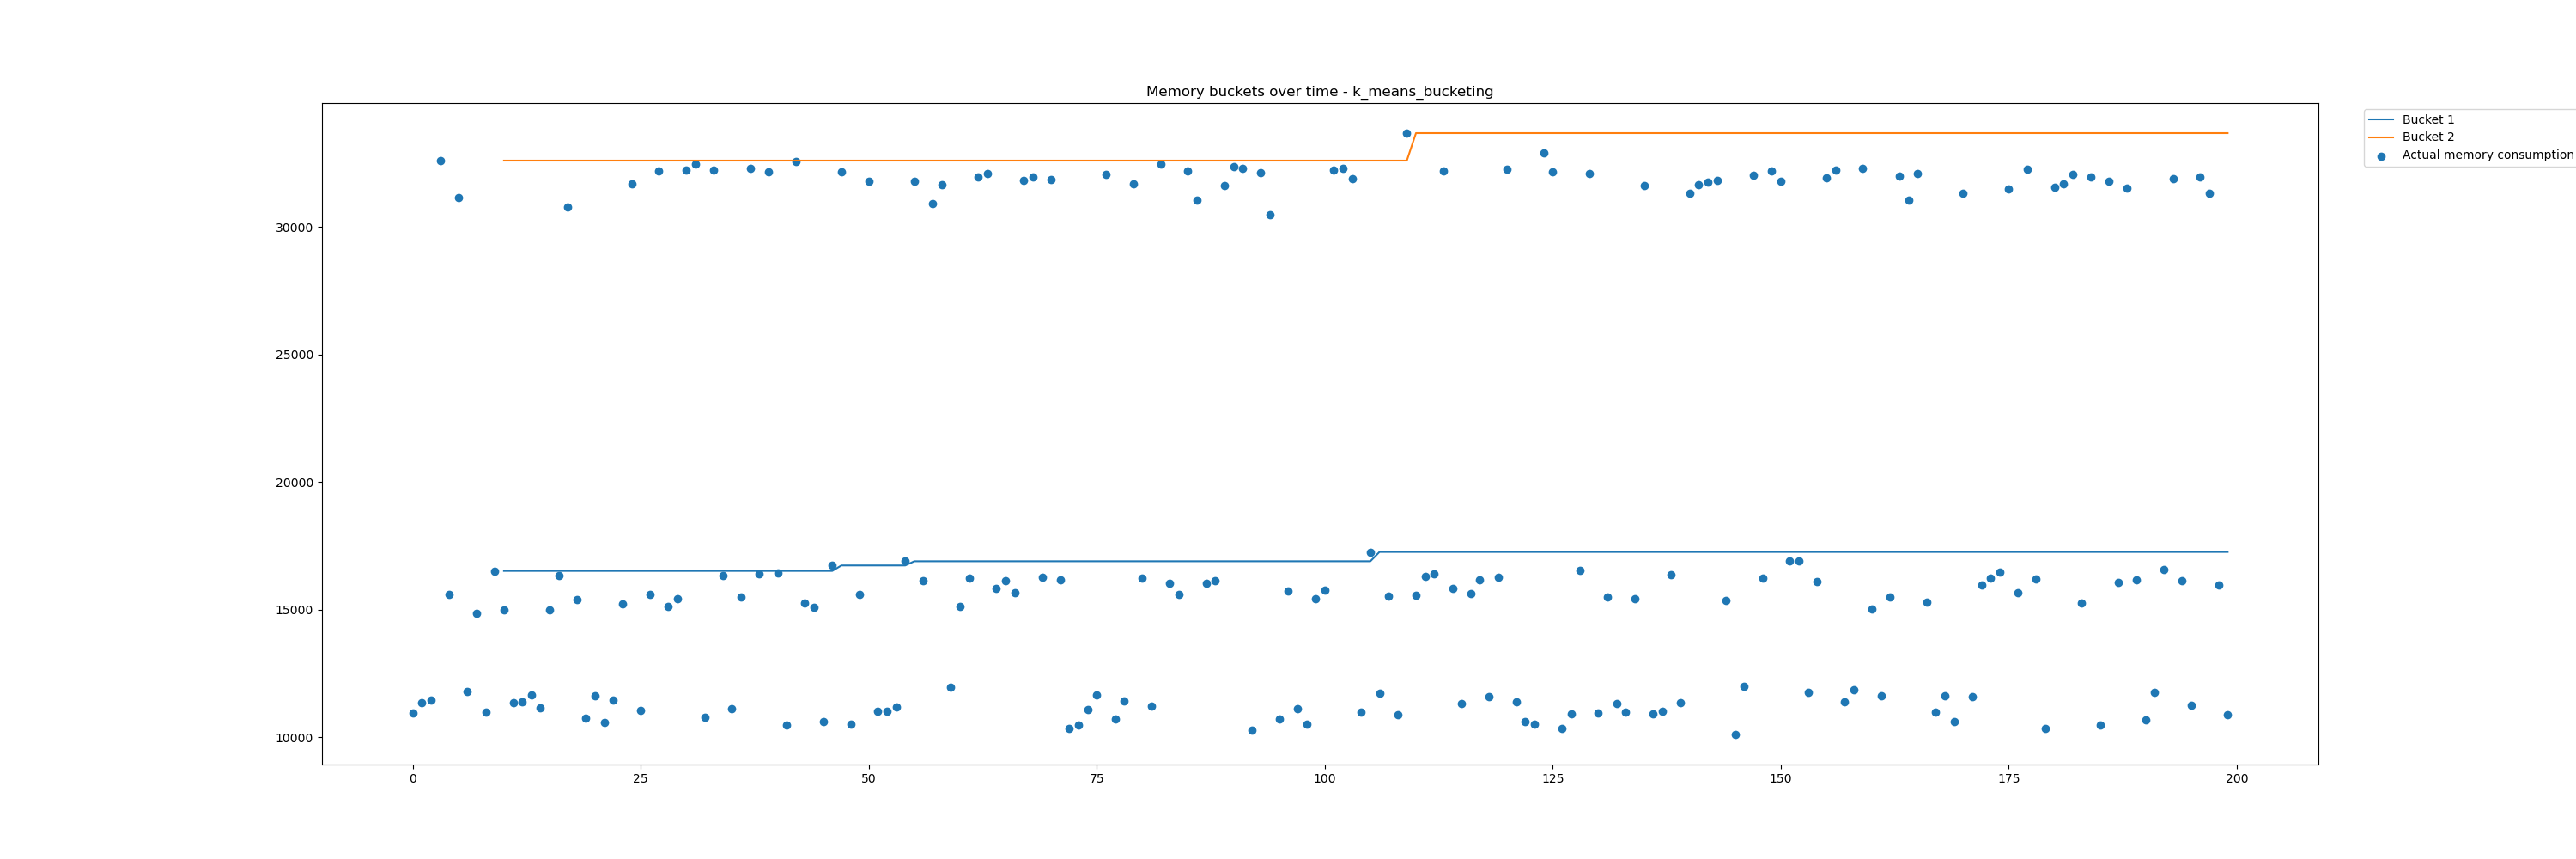 Memory buckets over time - k_means_bucketing
Bucket 1
Bucket 2
Actual memory consumption
30000
25000
20000
15000
10000
0 25 50 75 100 125 150 175 200